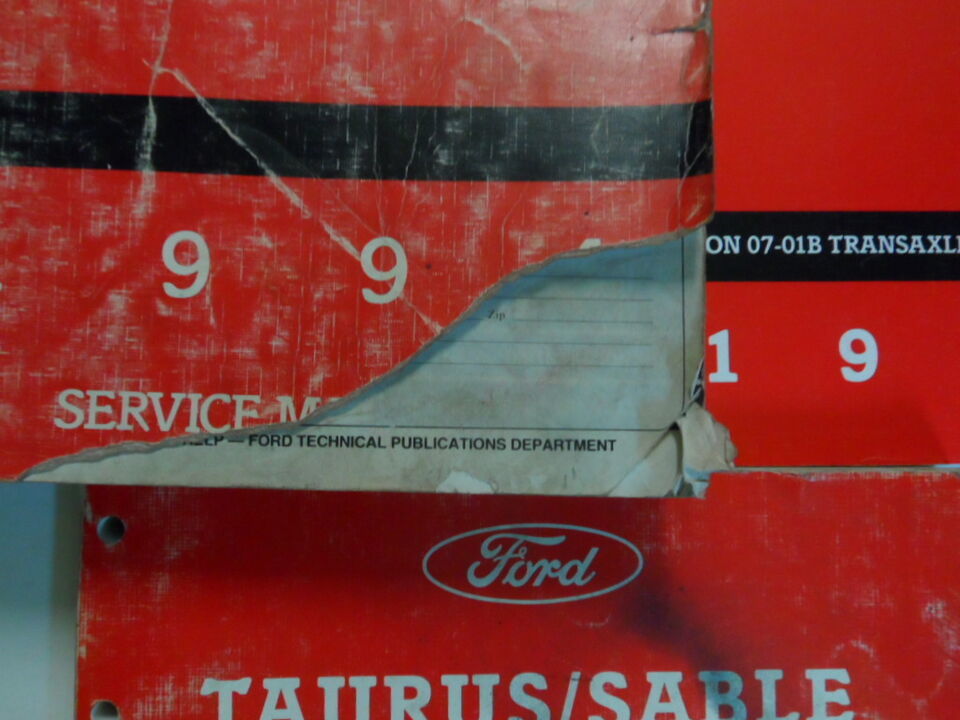 9 9
SERVICE
Zip
— FORD TECHNICAL PUBLICATIONS DEPARTMENT
ON 07-01B TRANSAXL
1 9
Ford
TAURUS/SABLE